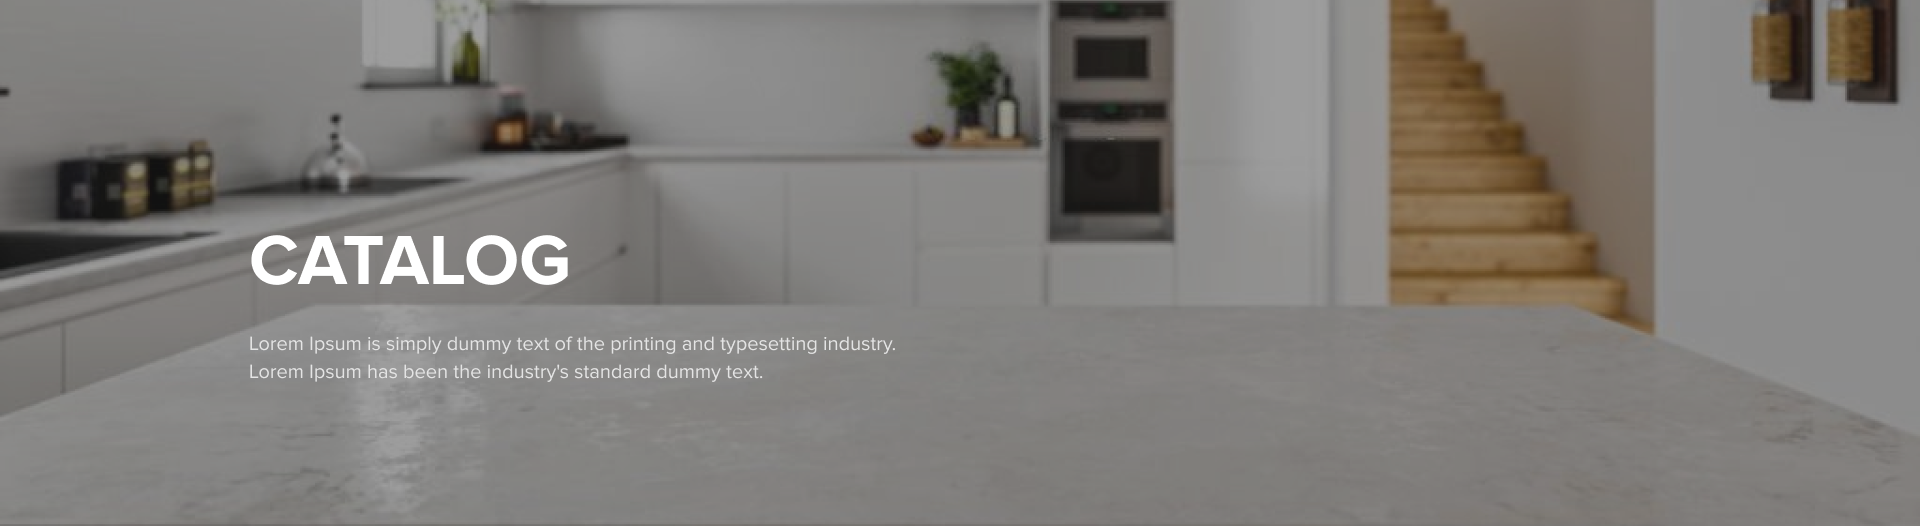 CATALOG
Lorem Ipsum is simply dummy text of the printing and typesetting industry.
Lorem Ipsum has been the industry's standard dummy text.